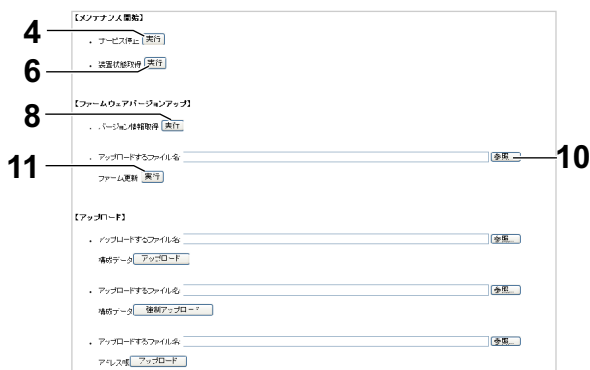 【メンテナンス開始】
4 ・ サービス停止 実行
6 ・ 装置状態取得 実行
【ファームウェアバージョンアップ】
8 ・ バージョン情報取得 実行
・ アップロードするファイル名 参照... 10
11 ファーム更新 実行
【アップロード】
・ アップロードするファイル名 参照...
構成データ アップロード
・ アップロードするファイル名 参照...
構成データ 強制アップロード
・ アップロードするファイル名 参照...
アドレス帳 アップロード